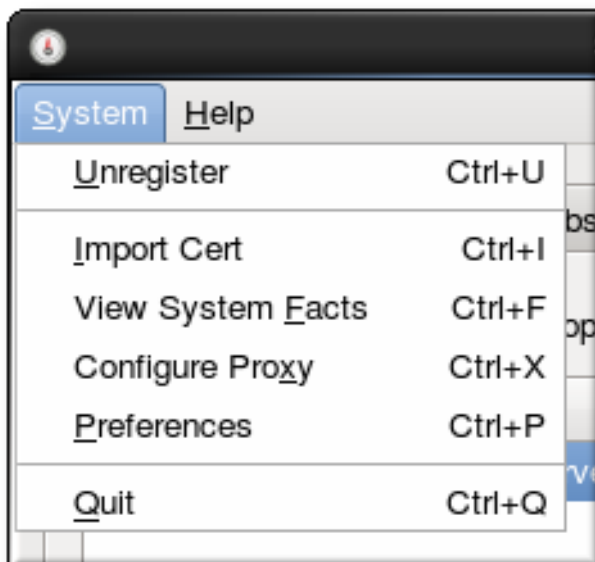 System Help
Unregister Ctrl+U
Import Cert Ctrl+I
View System Facts Ctrl+F
Configure Proxy Ctrl+X
Preferences Ctrl+P
Quit Ctrl+Q